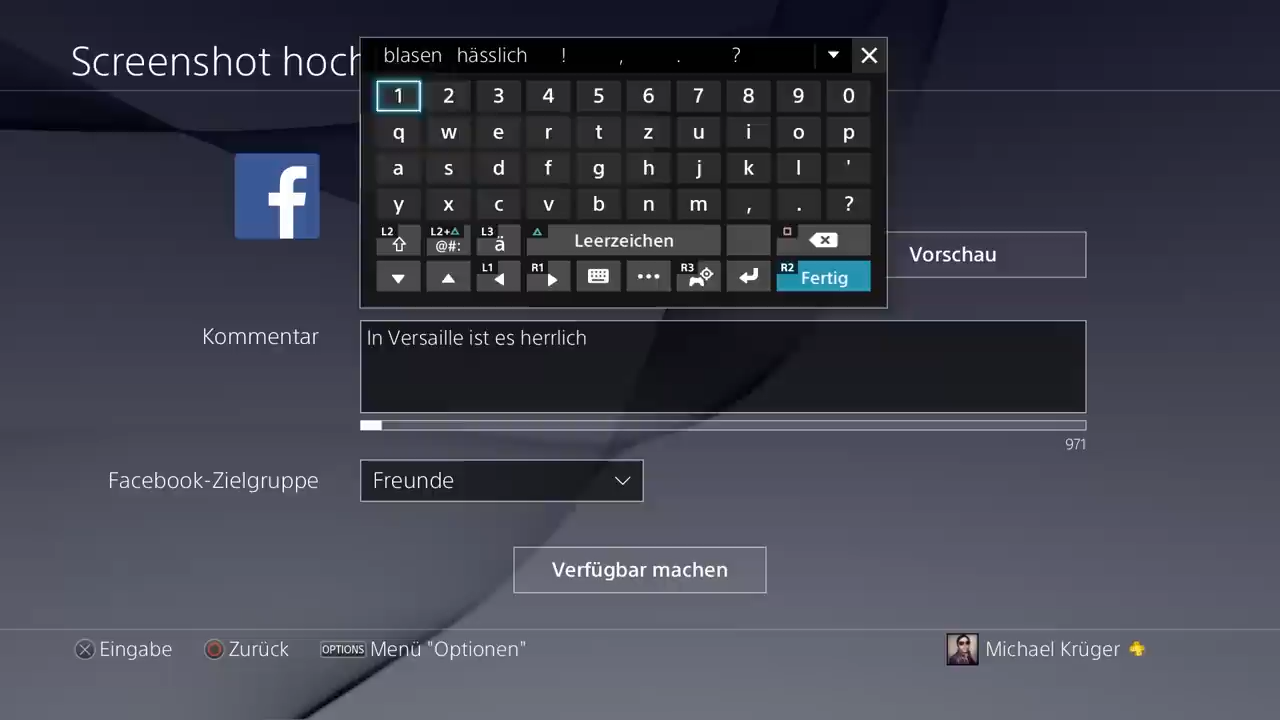 Screenshot hoch
blasen hässlich ! , . ?
1 2 3 4 5 6 7 8 9 0
q w e r t z u i o p
a s d f g h j k l '
y x c v b n m , . ?
L2 L2+△ @#: L3 ä △ Leerzeichen
L1 R1 R3 R2 Fertig
Vorschau
Kommentar
In Versaille ist es herrlich
971
Facebook-Zielgruppe
Freunde
Verfügbar machen
Eingabe Zurück OPTIONS Menü "Optionen" Michael Krüger